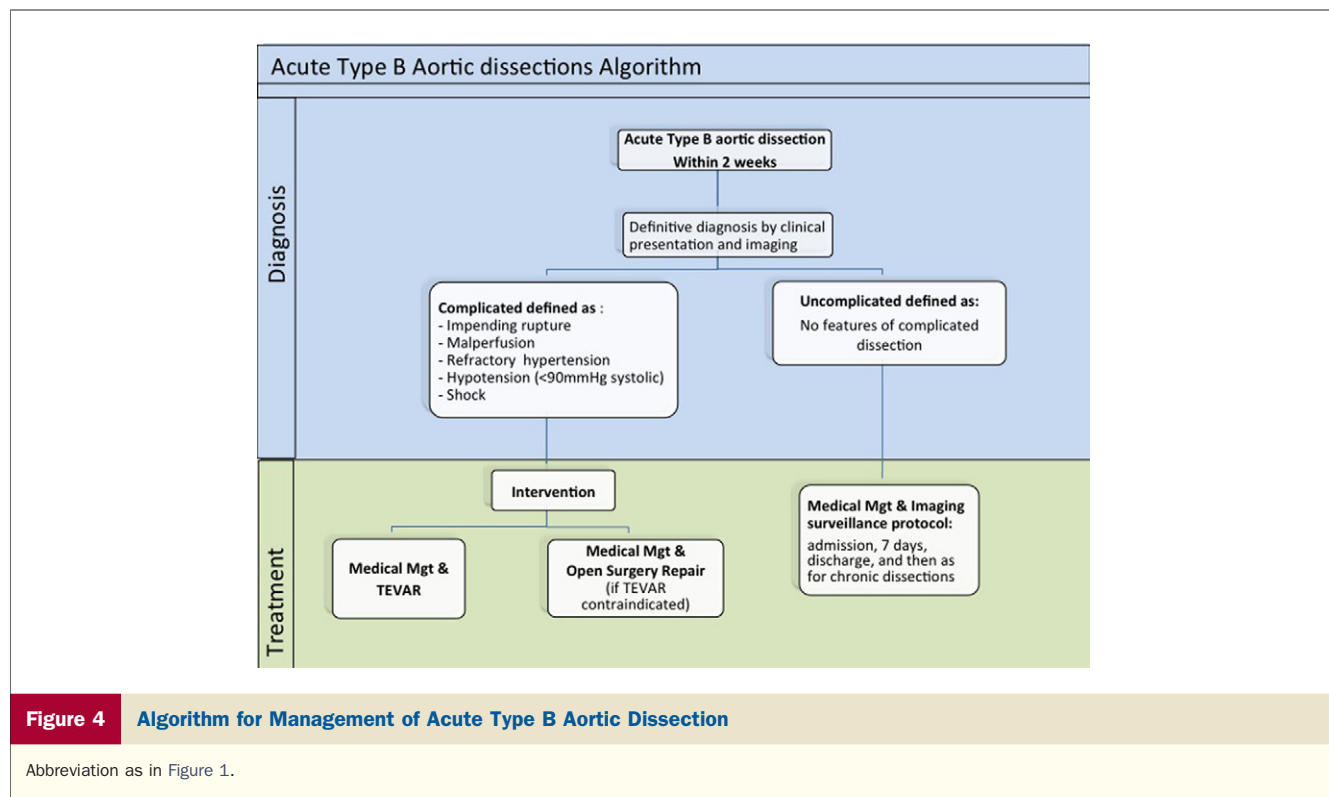 Acute Type B Aortic dissections Algorithm
Diagnosis
Acute Type B aortic dissection
Within 2 weeks
Definitive diagnosis by clinical
presentation and imaging
Complicated defined as :
- Impending rupture
- Malperfusion
- Refractory hypertension
- Hypotension (<90mmHg systolic)
- Shock
Uncomplicated defined as:
No features of complicated
dissection
Treatment
Intervention
Medical Mgt &
TEVAR
Medical Mgt &
Open Surgery Repair
(if TEVAR
contraindicated)
Medical Mgt & Imaging
surveillance protocol:
admission, 7 days,
discharge, and then as
for chronic dissections
Figure 4 Algorithm for Management of Acute Type B Aortic Dissection
Abbreviation as in Figure 1.